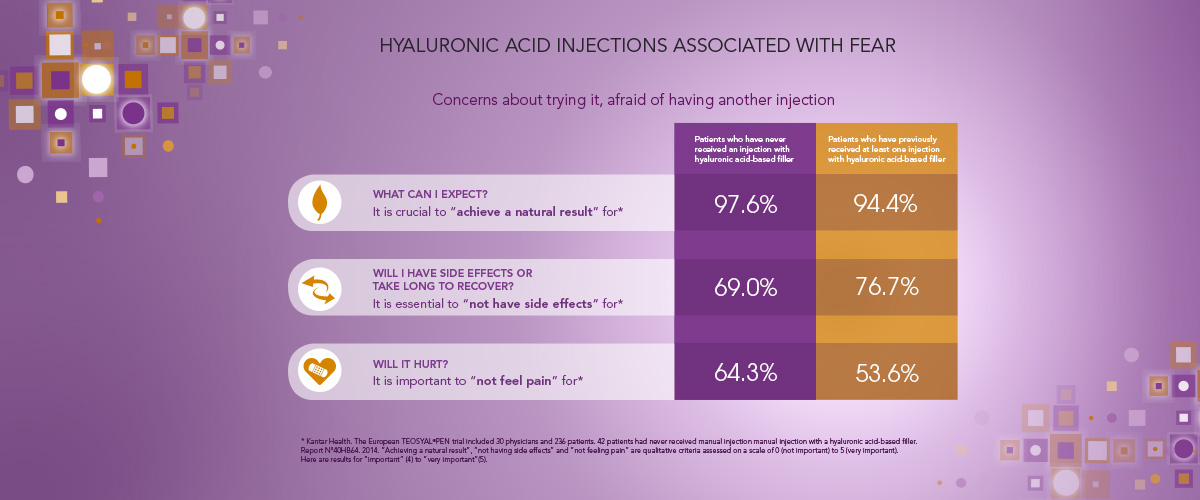 HYALURONIC ACID INJECTIONS ASSOCIATED WITH FEAR
Concerns about trying it, afraid of having another injection
Patients who have never
received an injection with
hyaluronic acid-based filler
Patients who have previously
received at least one injection
with hyaluronic acid-based filler
WHAT CAN I EXPECT?
It is crucial to “achieve a natural result” for*
97.6%
94.4%
WILL I HAVE SIDE EFFECTS OR
TAKE LONG TO RECOVER?
It is essential to “not have side effects” for*
69.0%
76.7%
WILL IT HURT?
It is important to “not feel pain” for*
64.3%
53.6%
* Kantar Health. The European TEOSYAL®PEN trial included 30 physicians and 236 patients. 42 patients had never received manual injection manual injection with a hyaluronic acid-based filler.
Report N°40HB64. 2014. “Achieving a natural result”, “not having side effects” and “not feeling pain” are qualitative criteria assessed on a scale of 0 (not important) to 5 (very important).
Here are results for “important” (4) to “very important”(5).